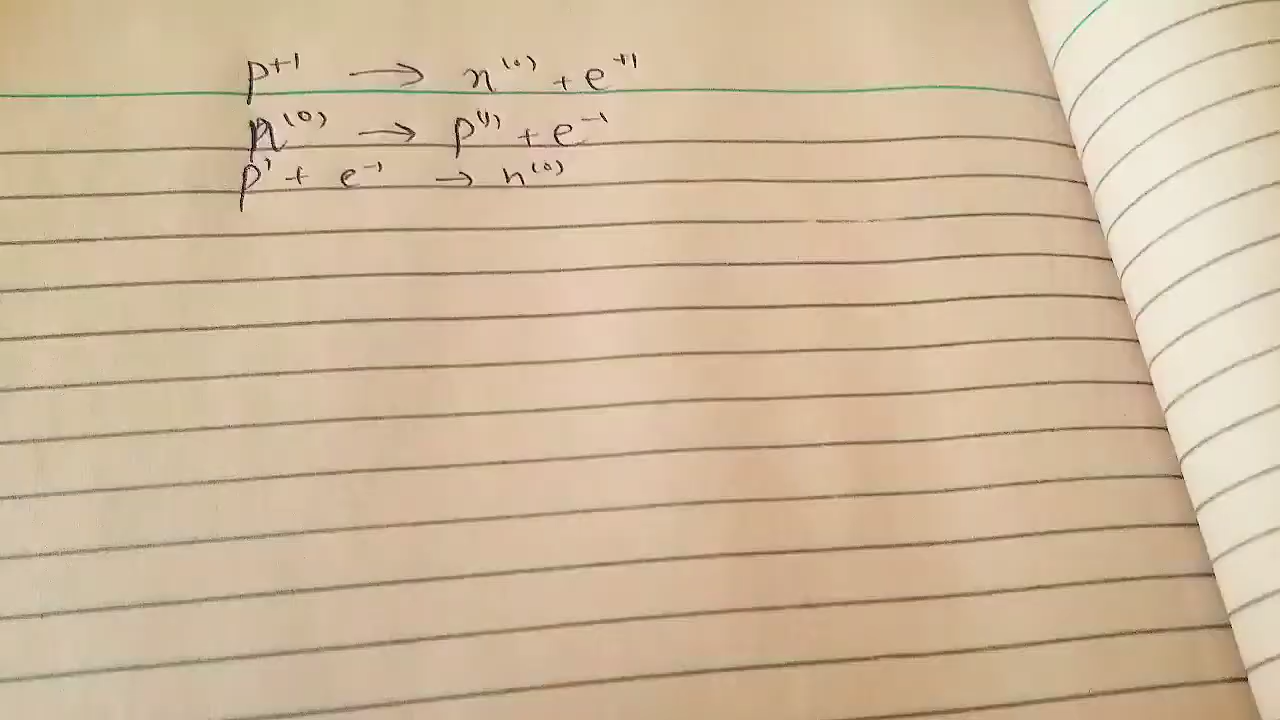 p⁺¹ → n⁽⁰⁾ + e⁺¹
n⁽⁰⁾ → p⁽¹⁾ + e⁻¹
p¹ + e⁻¹ → n⁽⁰⁾